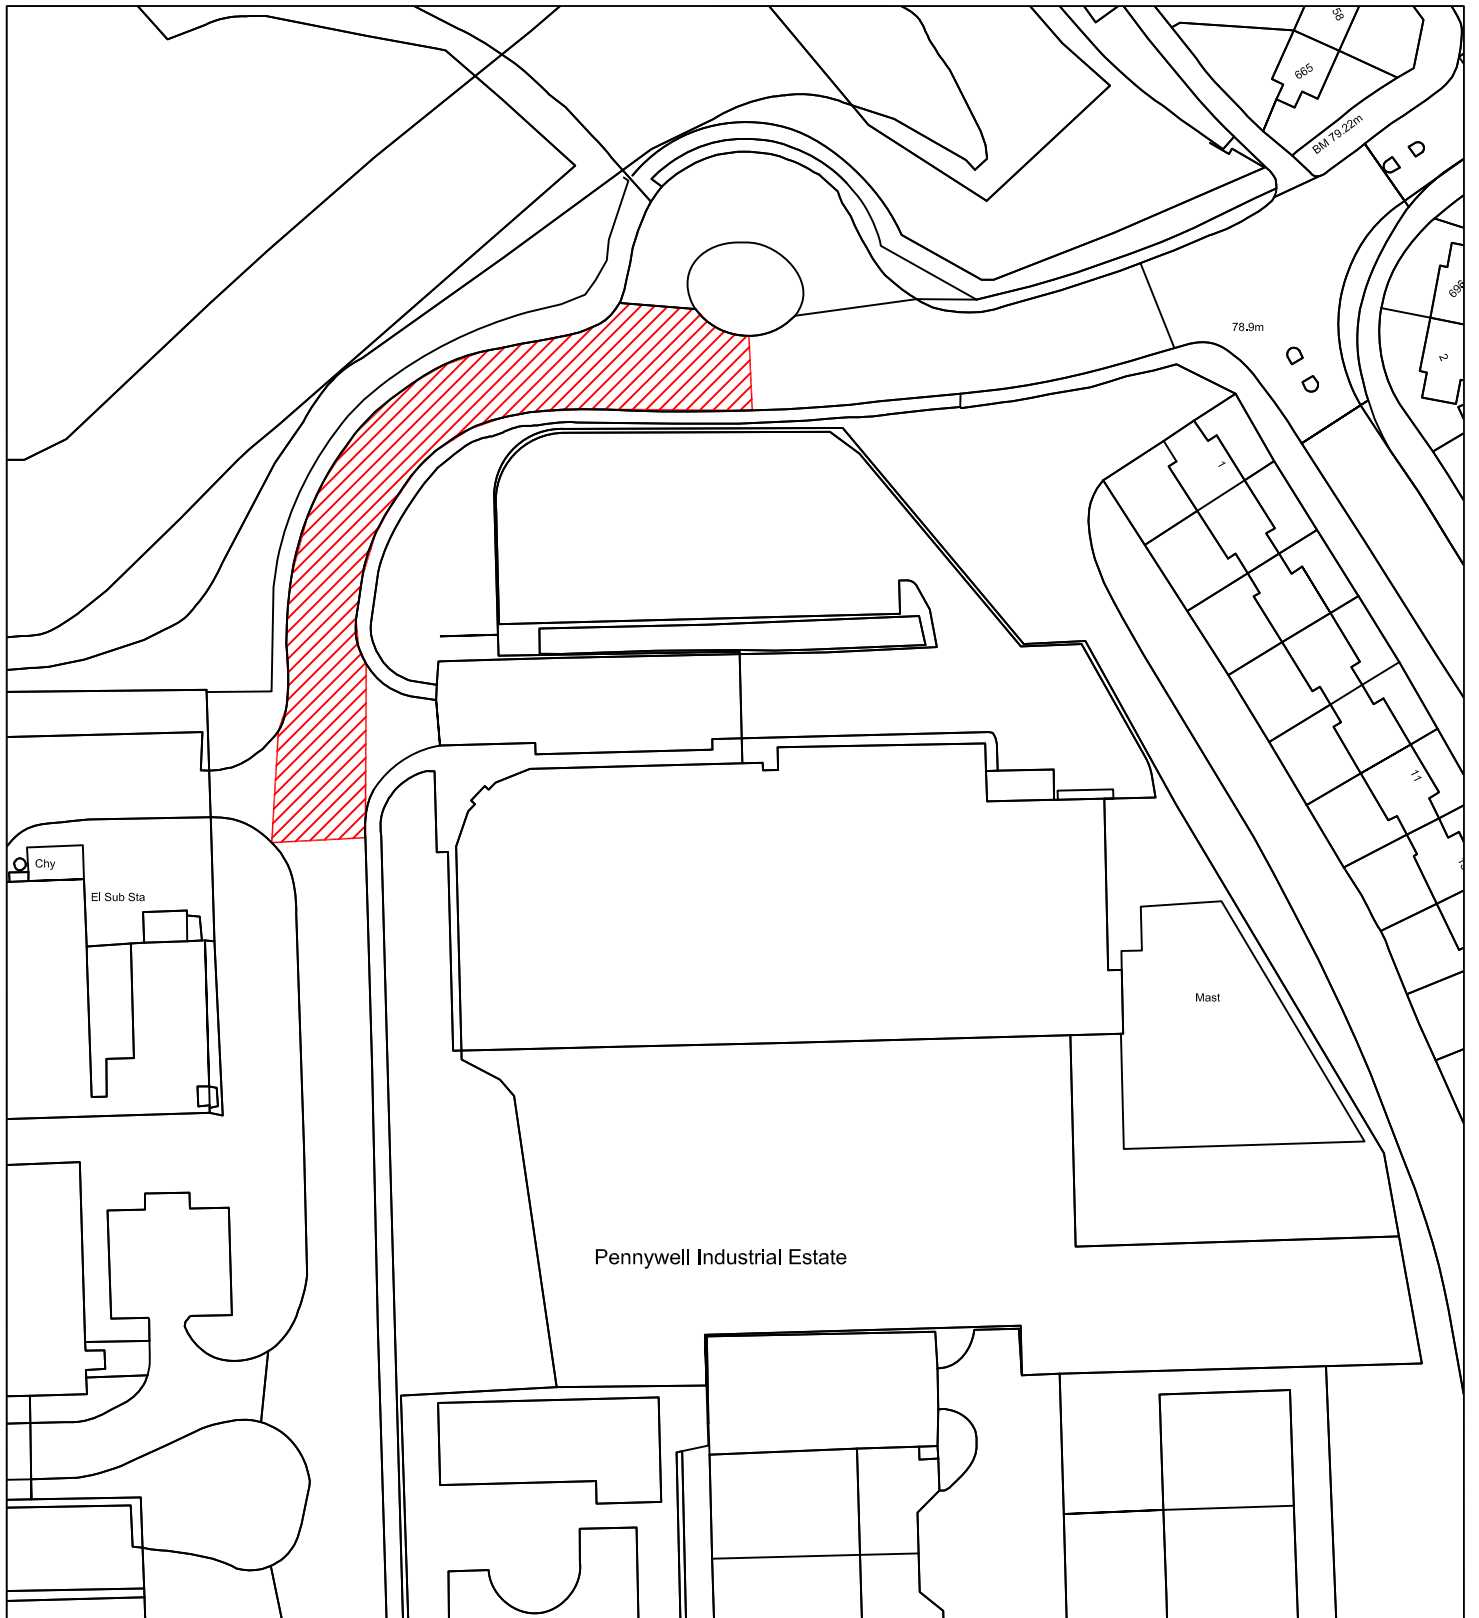 58
665
BM 79.22m
696
78.9m
2
1
11
Chy
El Sub Sta
Mast
Pennywell Industrial Estate